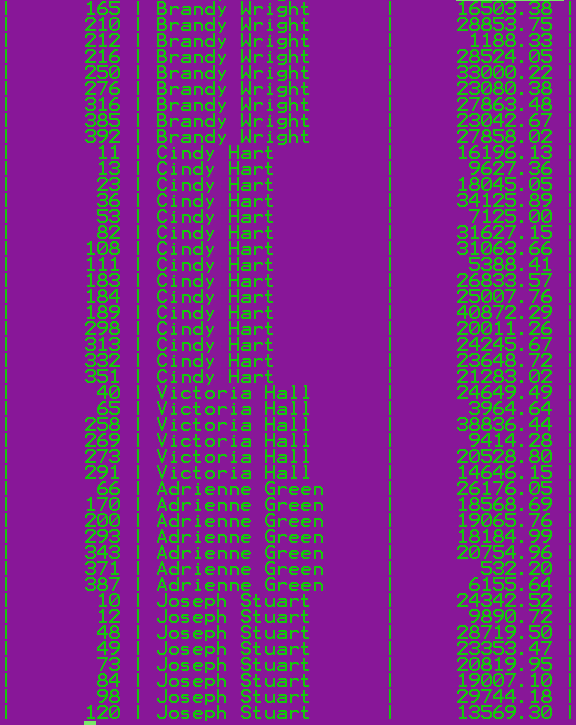 | 165 | Brandy Wright | 16503.38 |
| 210 | Brandy Wright | 28853.75 |
| 212 | Brandy Wright | 1188.33 |
| 216 | Brandy Wright | 28524.05 |
| 250 | Brandy Wright | 33000.22 |
| 276 | Brandy Wright | 23080.38 |
| 316 | Brandy Wright | 27863.48 |
| 385 | Brandy Wright | 23042.67 |
| 392 | Brandy Wright | 27858.02 |
| 11 | Cindy Hart | 16196.13 |
| 13 | Cindy Hart | 9627.36 |
| 23 | Cindy Hart | 18045.05 |
| 36 | Cindy Hart | 34125.89 |
| 53 | Cindy Hart | 7125.00 |
| 82 | Cindy Hart | 31627.15 |
| 108 | Cindy Hart | 31063.66 |
| 111 | Cindy Hart | 5388.41 |
| 183 | Cindy Hart | 26833.57 |
| 184 | Cindy Hart | 25007.76 |
| 189 | Cindy Hart | 40872.29 |
| 298 | Cindy Hart | 20011.26 |
| 313 | Cindy Hart | 24245.67 |
| 332 | Cindy Hart | 23648.72 |
| 351 | Cindy Hart | 21283.02 |
| 40 | Victoria Hall | 24649.49 |
| 65 | Victoria Hall | 3964.64 |
| 258 | Victoria Hall | 38836.44 |
| 269 | Victoria Hall | 9414.28 |
| 273 | Victoria Hall | 20528.80 |
| 291 | Victoria Hall | 14646.15 |
| 66 | Adrienne Green | 26176.05 |
| 170 | Adrienne Green | 18568.69 |
| 200 | Adrienne Green | 19065.76 |
| 293 | Adrienne Green | 18184.99 |
| 343 | Adrienne Green | 20754.96 |
| 371 | Adrienne Green | 532.20 |
| 387 | Adrienne Green | 6155.64 |
| 10 | Joseph Stuart | 24342.52 |
| 12 | Joseph Stuart | 9890.72 |
| 48 | Joseph Stuart | 28719.50 |
| 49 | Joseph Stuart | 23353.47 |
| 73 | Joseph Stuart | 20819.95 |
| 84 | Joseph Stuart | 19007.10 |
| 98 | Joseph Stuart | 29744.18 |
| 120 | Joseph Stuart | 13569.30 |